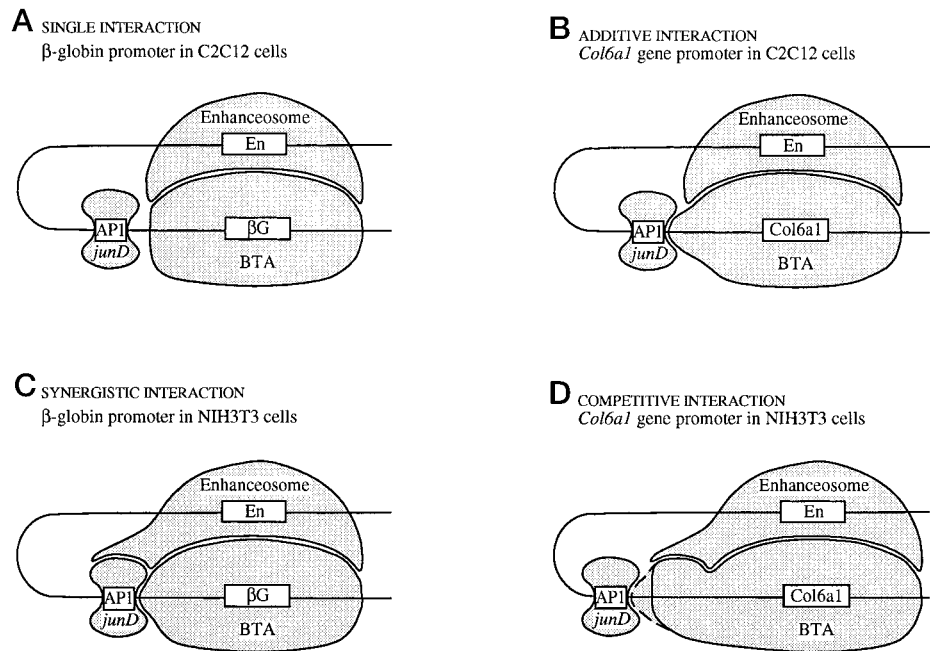 A SINGLE INTERACTION
β-globin promoter in C2C12 cells
Enhanceosome
En
AP1
junD
βG
BTA
B ADDITIVE INTERACTION
Col6a1 gene promoter in C2C12 cells
Enhanceosome
En
AP1
junD
Col6a1
BTA
C SYNERGISTIC INTERACTION
β-globin promoter in NIH3T3 cells
Enhanceosome
En
AP1
junD
βG
BTA
D COMPETITIVE INTERACTION
Col6a1 gene promoter in NIH3T3 cells
Enhanceosome
En
AP1
junD
Col6a1
BTA